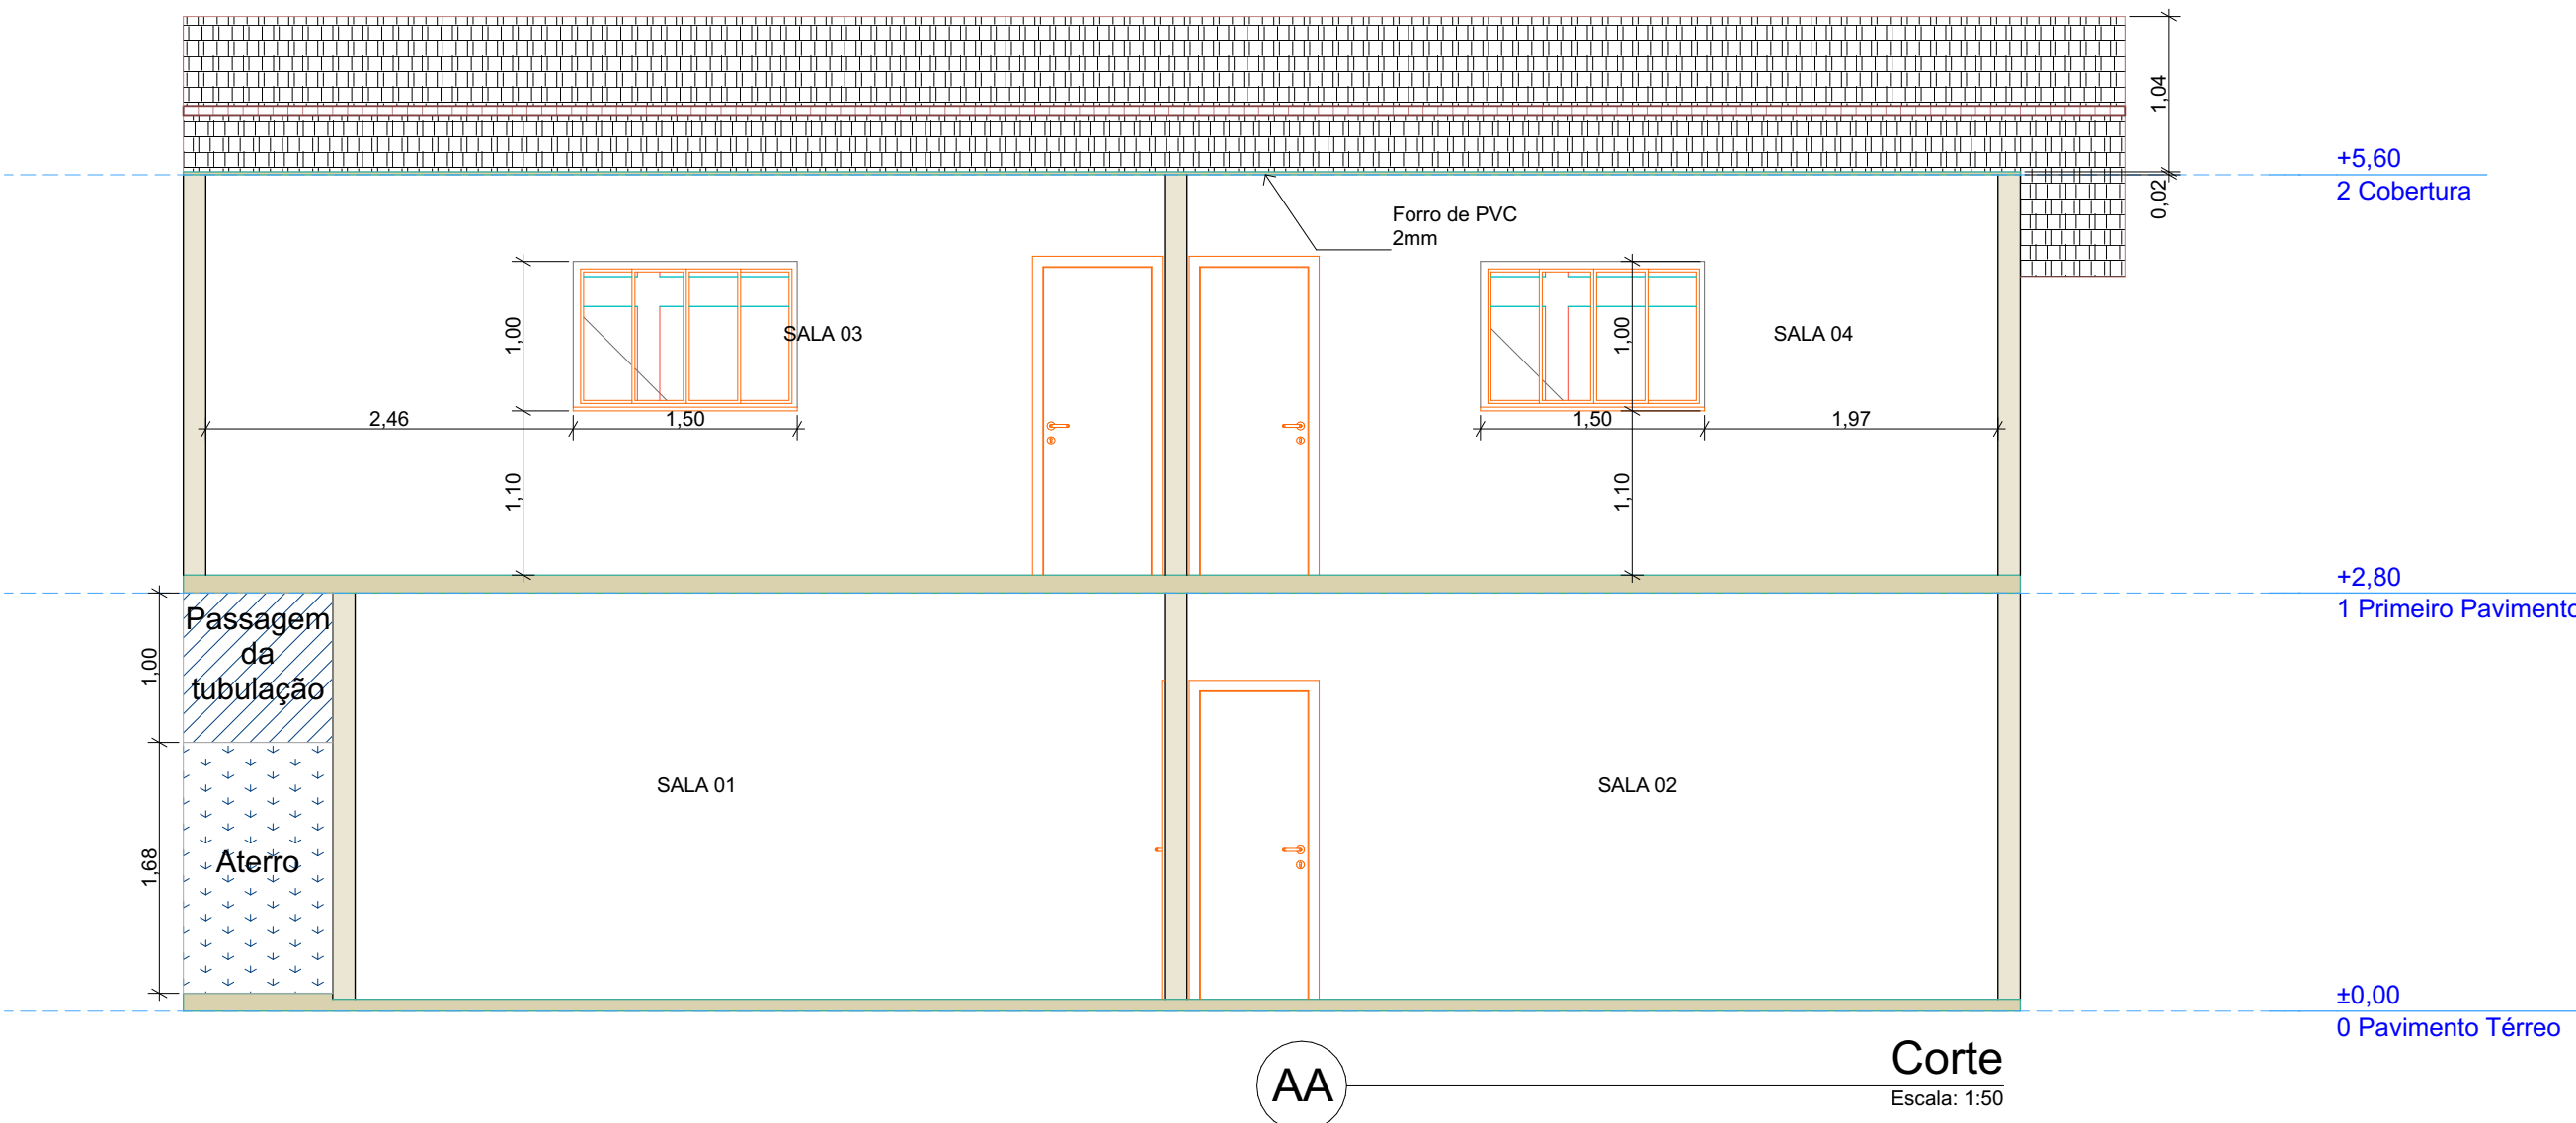 1,04
+5,60
2 Cobertura
0,02
Forro de PVC
2mm
1,00
SALA 03
1,00
SALA 04
2,46
1,50
1,50
1,97
1,10
1,10
+2,80
1 Primeiro Pavimento
Passagem
da
tubulação
1,00
SALA 01
SALA 02
1,68
Aterro
±0,00
0 Pavimento Térreo
Corte
AA
Escala: 1:50